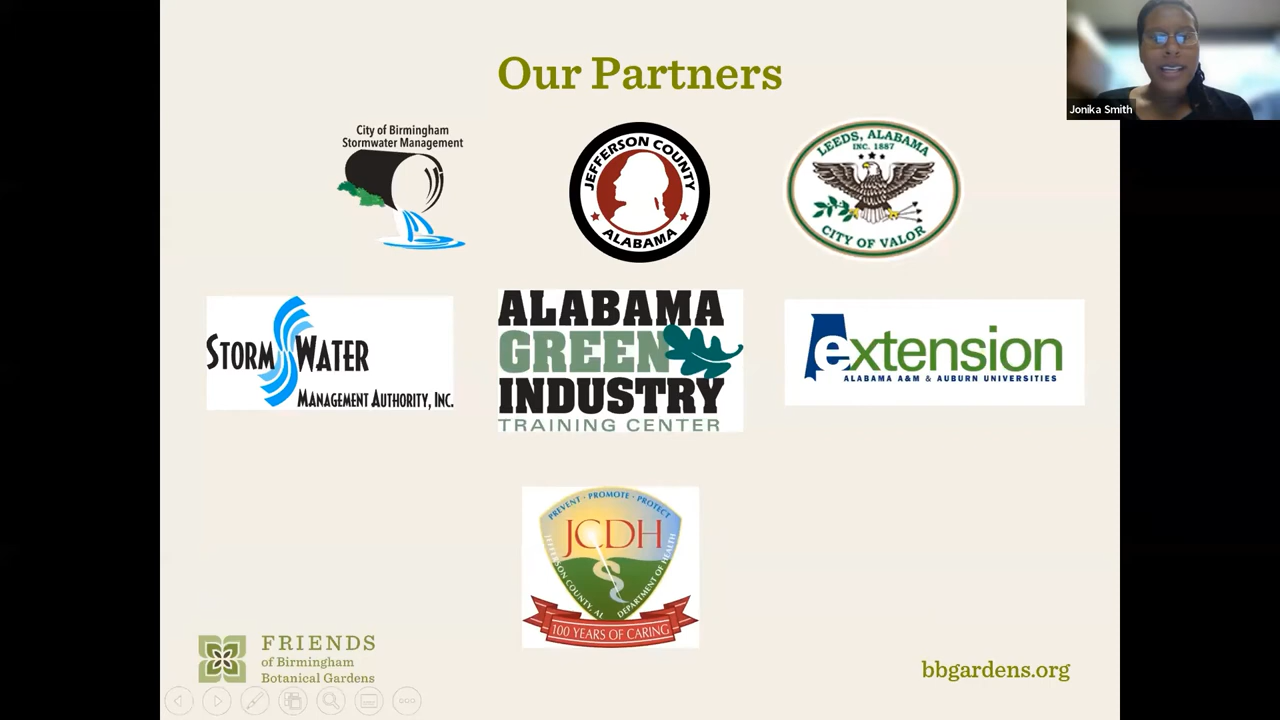 Our Partners
Jonika Smith
City of Birmingham
Stormwater Management
JEFFERSON COUNTY
ALABAMA
LEEDS, ALABAMA
INC. 1887
CITY OF VALOR
STORM WATER
MANAGEMENT AUTHORITY, INC.
ALABAMA
GREEN
INDUSTRY
TRAINING CENTER
extension
ALABAMA A&M & AUBURN UNIVERSITIES
PREVENT · PROMOTE · PROTECT
JCDH
JEFFERSON COUNTY, AL
DEPARTMENT OF HEALTH
100 YEARS OF CARING
FRIENDS
of Birmingham
Botanical Gardens
bbgardens.org